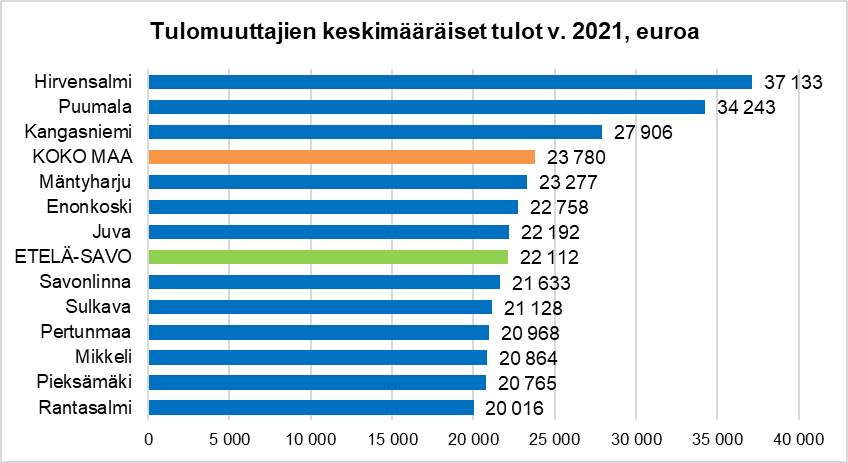 Tulomuuttajien keskimääräiset tulot v. 2021, euroa
Hirvensalmi 37 133
Puumala 34 243
Kangasniemi 27 906
KOKO MAA 23 780
Mäntyharju 23 277
Enonkoski 22 758
Juva 22 192
ETELÄ-SAVO 22 112
Savonlinna 21 633
Sulkava 21 128
Pertunmaa 20 968
Mikkeli 20 864
Pieksämäki 20 765
Rantasalmi 20 016
0 5 000 10 000 15 000 20 000 25 000 30 000 35 000 40 000